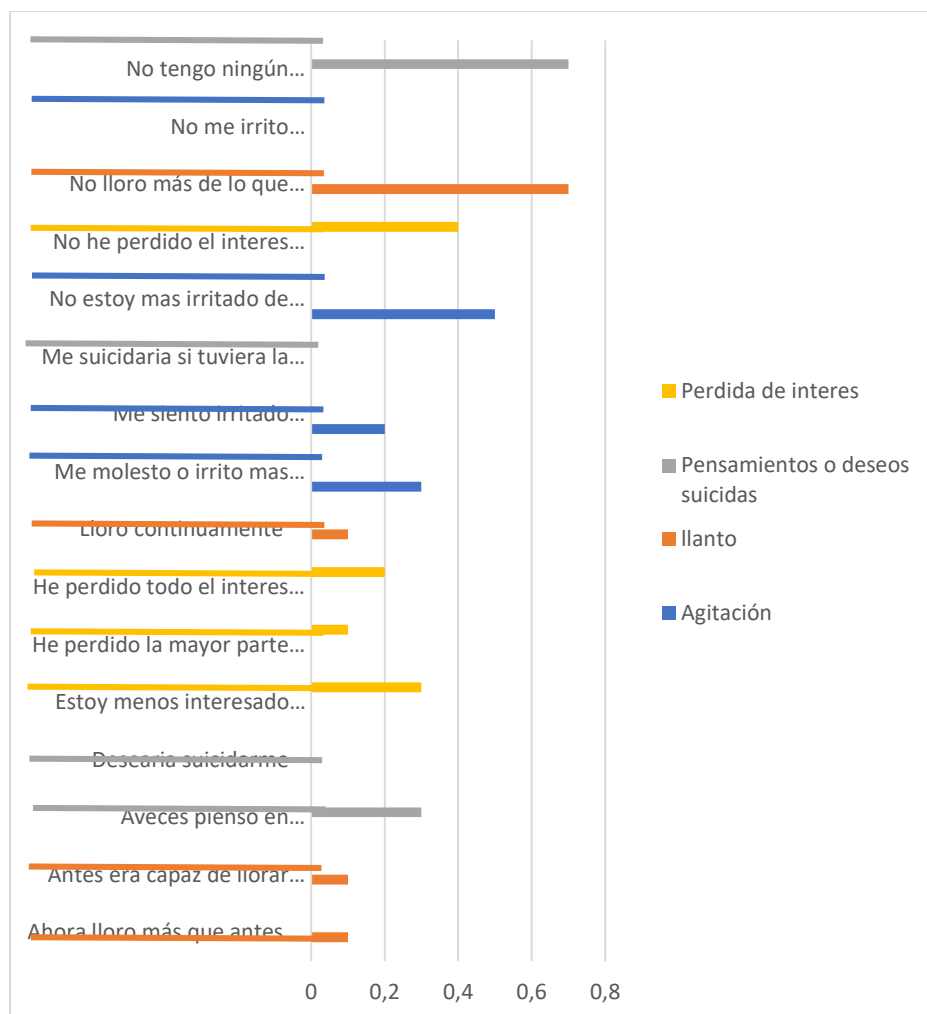 No tengo ningún...
No me irrito...
No lloro más de lo que...
No he perdido el interes...
No estoy mas irritado de...
Me suicidaria si tuviera la...
Me siento irritado...
Me molesto o irrito mas...
Lloro continuamente
He perdido todo el interes...
He perdido la mayor parte...
Estoy menos interesado...
Desearia suicidarme
Aveces pienso en...
Antes era capaz de llorar...
Ahora lloro más que antes
0 0,2 0,4 0,6 0,8
Perdida de interes
Pensamientos o deseos
suicidas
llanto
Agitación